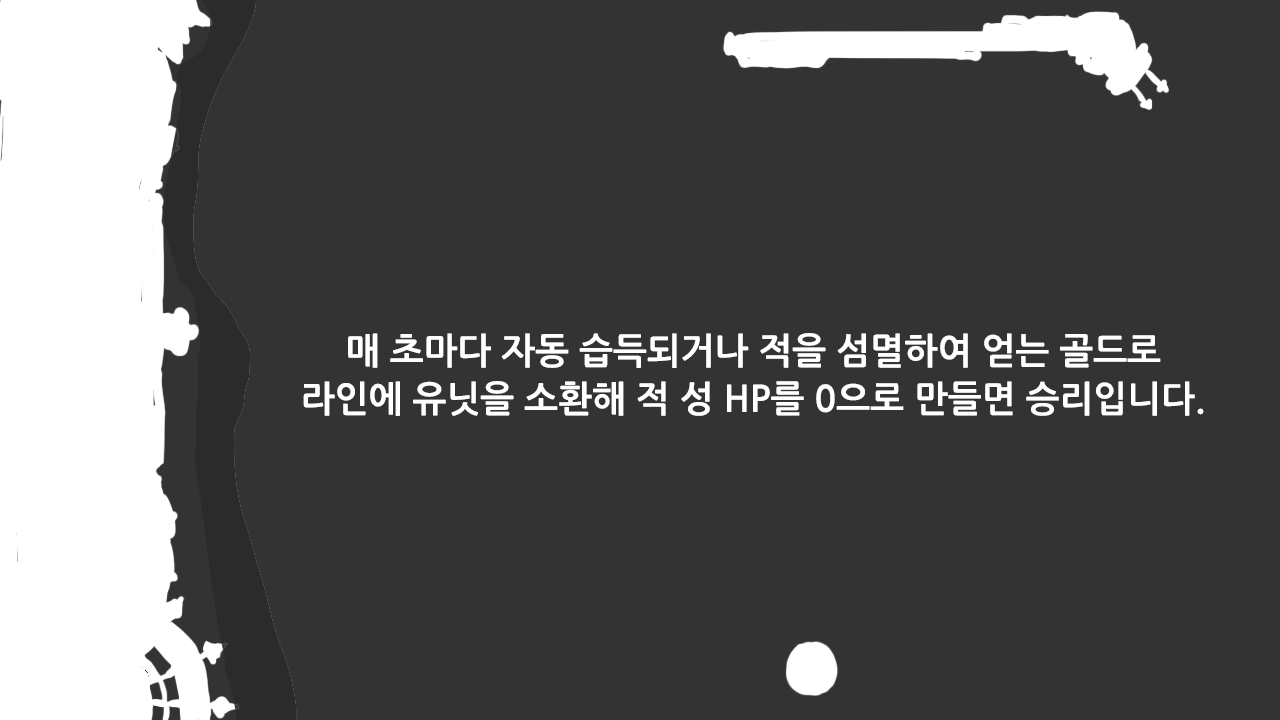 매 초마다 자동 습득되거나 적을 섬멸하여 얻는 골드로
라인에 유닛을 소환해 적 성 HP를 0으로 만들면 승리입니다.